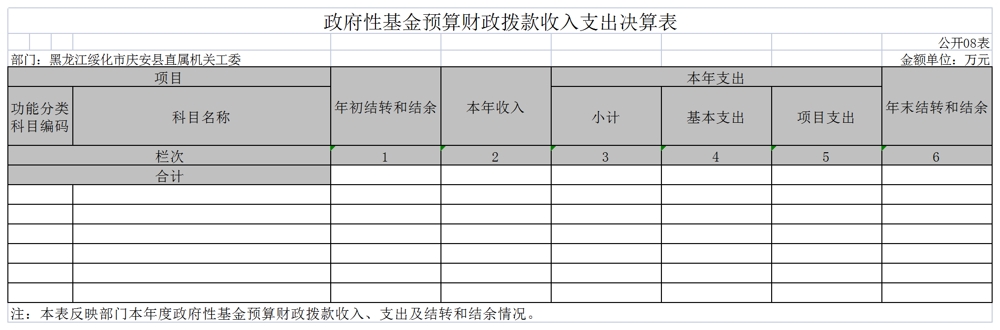 政府性基金预算财政拨款收入支出决算表
公开08表
部门：黑龙江绥化市庆安县直属机关工委
金额单位：万元
项目
年初结转和结余
本年收入
本年支出
年末结转和结余
功能分类
科目编码
科目名称
小计
基本支出
项目支出
栏次
1
2
3
4
5
6
合计
注：本表反映部门本年度政府性基金预算财政拨款收入、支出及结转和结余情况。